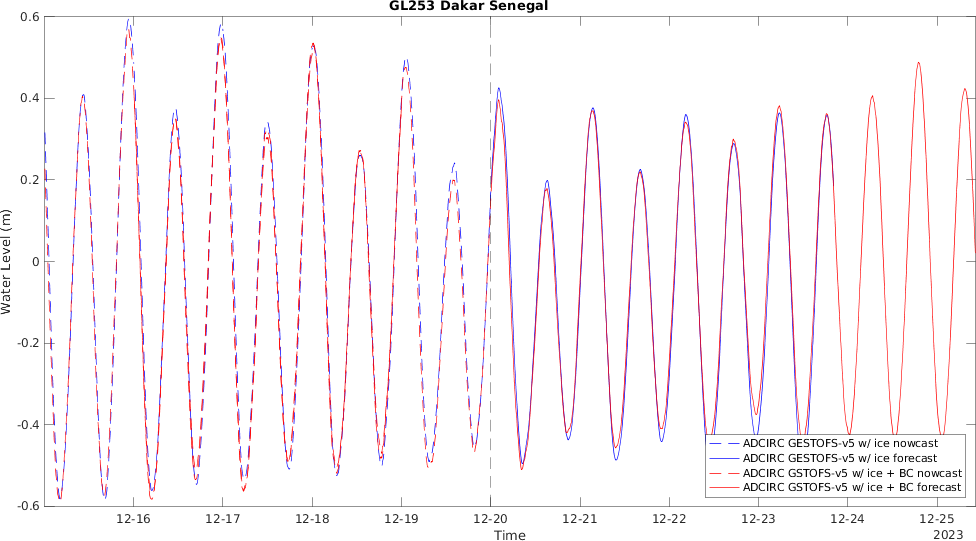 GL253 Dakar Senegal
0.6
0.4
0.2
0
-0.2
-0.4
-0.6
Water Level (m)
12-16 12-17 12-18 12-19 12-20 12-21 12-22 12-23 12-24 12-25
Time
2023
ADCIRC GESTOFS-v5 w/ ice nowcast
ADCIRC GESTOFS-v5 w/ ice forecast
ADCIRC GSTOFS-v5 w/ ice + BC nowcast
ADCIRC GSTOFS-v5 w/ ice + BC forecast